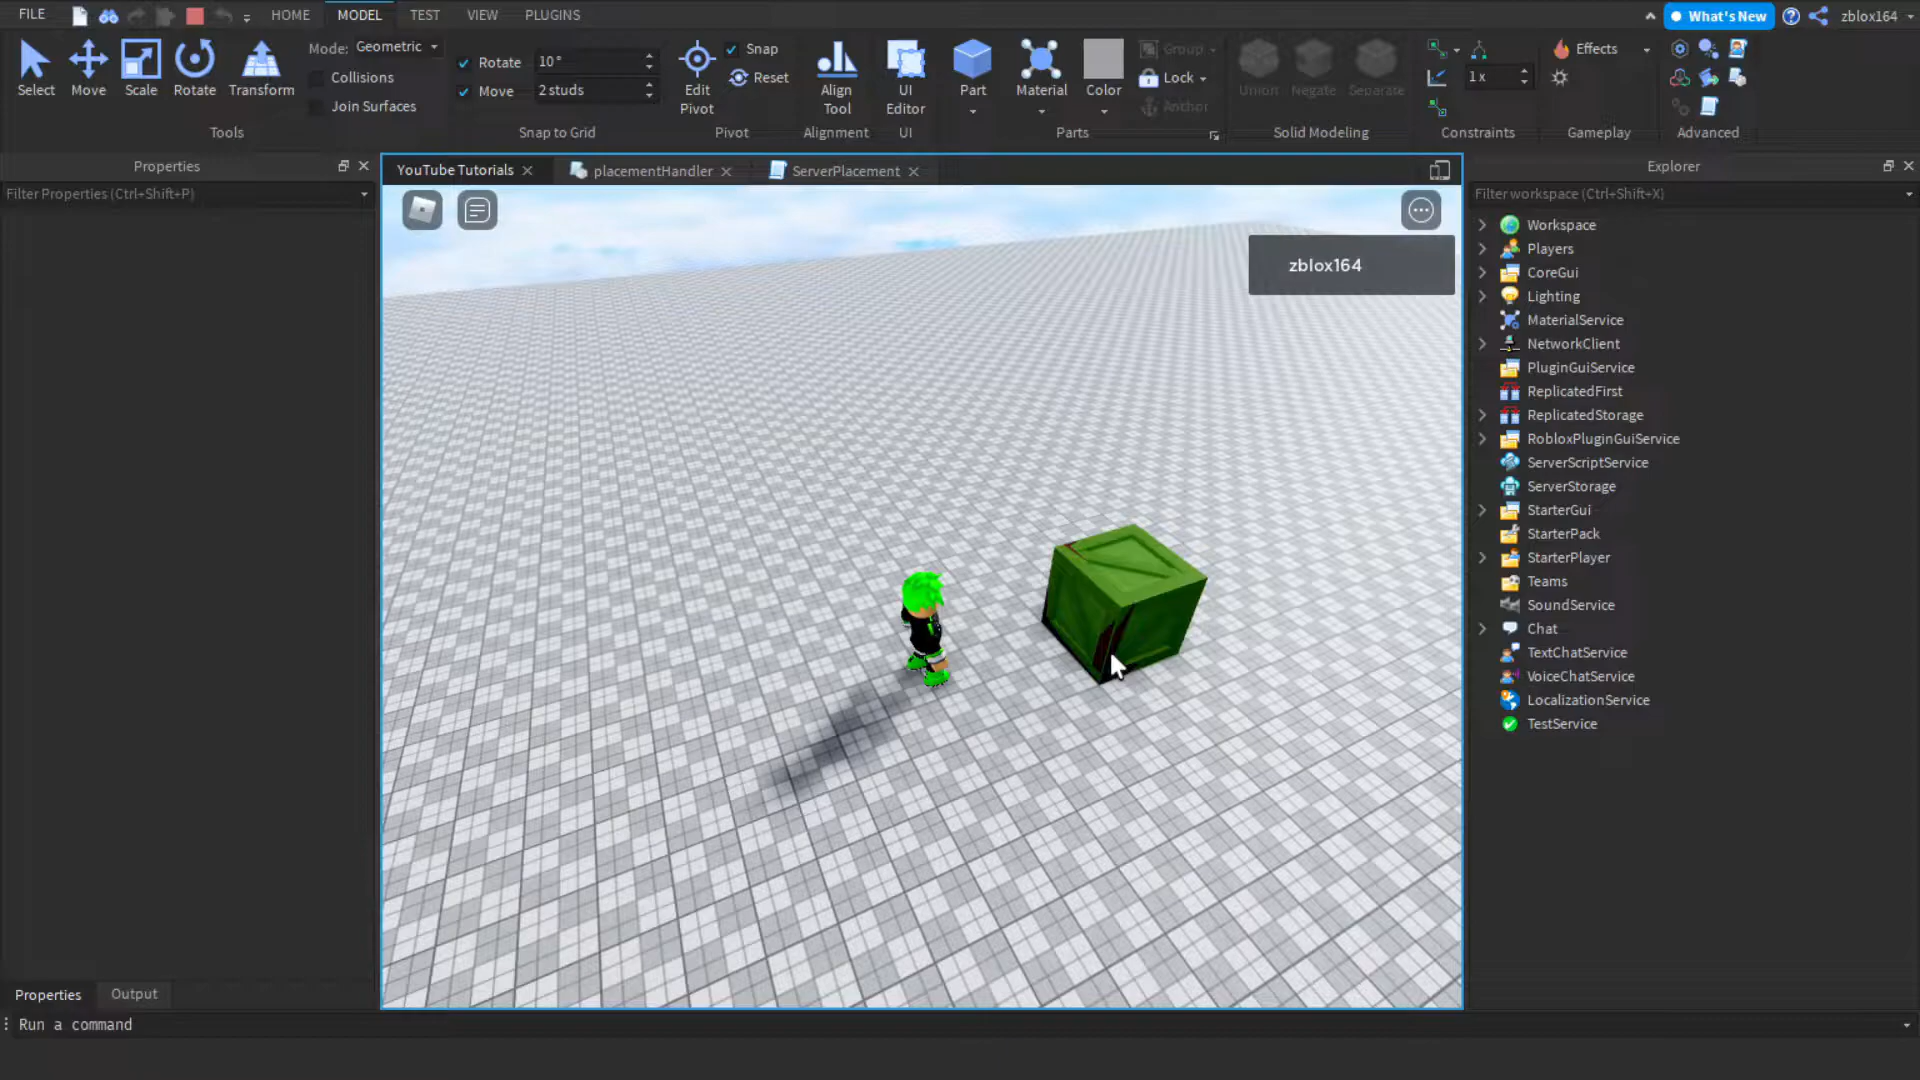 FILE
HOME
MODEL
TEST
VIEW
PLUGINS
What's New
zblox164
Select
Move
Scale
Rotate
Transform
Tools
Mode: Geometric
Collisions
Join Surfaces
Rotate 10°
Move 2 studs
Snap to Grid
Edit
Pivot
Snap
Reset
Pivot
Align
Tool
Alignment
UI
Editor
UI
Part
Material
Color
Group
Lock
Anchor
Parts
Union
Negate
Separate
Solid Modeling
1 x
Constraints
Effects
Gameplay
Advanced
Properties
Filter Properties (Ctrl+Shift+P)
YouTube Tutorials
placementHandler
ServerPlacement
zblox164
Explorer
Filter workspace (Ctrl+Shift+X)
Workspace
Players
CoreGui
Lighting
MaterialService
NetworkClient
PluginGuiService
ReplicatedFirst
ReplicatedStorage
RobloxPluginGuiService
ServerScriptService
ServerStorage
StarterGui
StarterPack
StarterPlayer
Teams
SoundService
Chat
TextChatService
VoiceChatService
LocalizationService
TestService
Properties
Output
Run a command